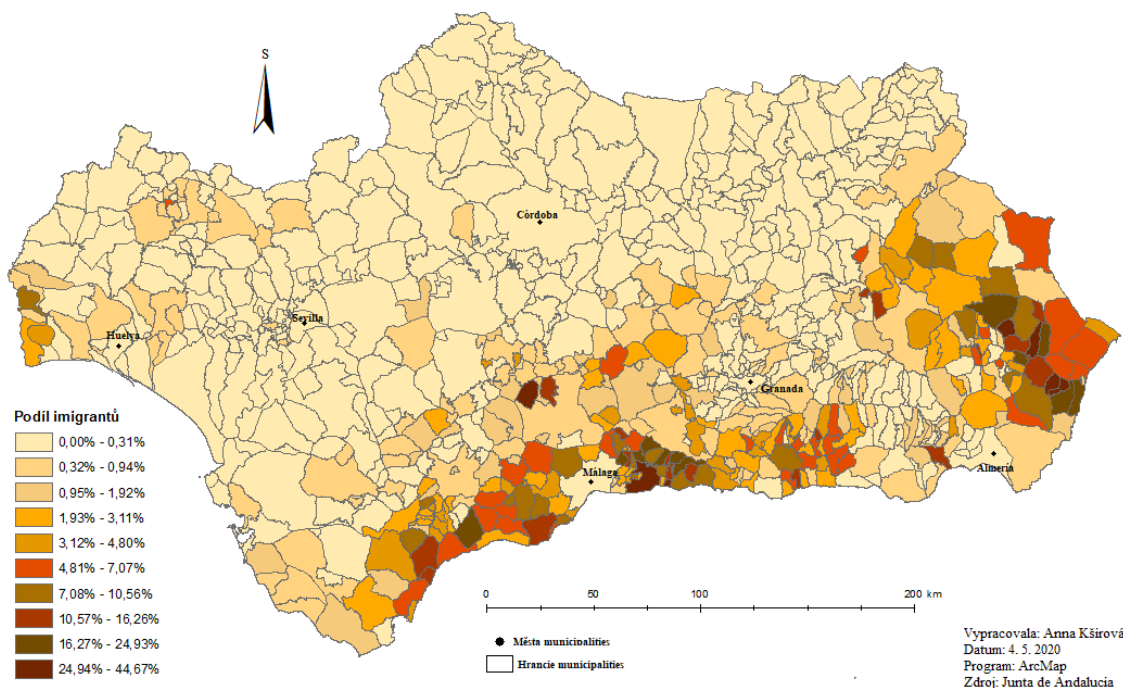 S
Córdoba
Sevilla
Huelva
Granada
Málaga
Almería
Podíl imigrantů
0,00% - 0,31%
0,32% - 0,94%
0,95% - 1,92%
1,93% - 3,11%
3,12% - 4,80%
4,81% - 7,07%
7,08% - 10,56%
10,57% - 16,26%
16,27% - 24,93%
24,94% - 44,67%
0 50 100 200 km
Města municipalities
Hrancie municipalities
Vypracovala: Anna Kširová
Datum: 4. 5. 2020
Program: ArcMap
Zdroj: Junta de Andalucia